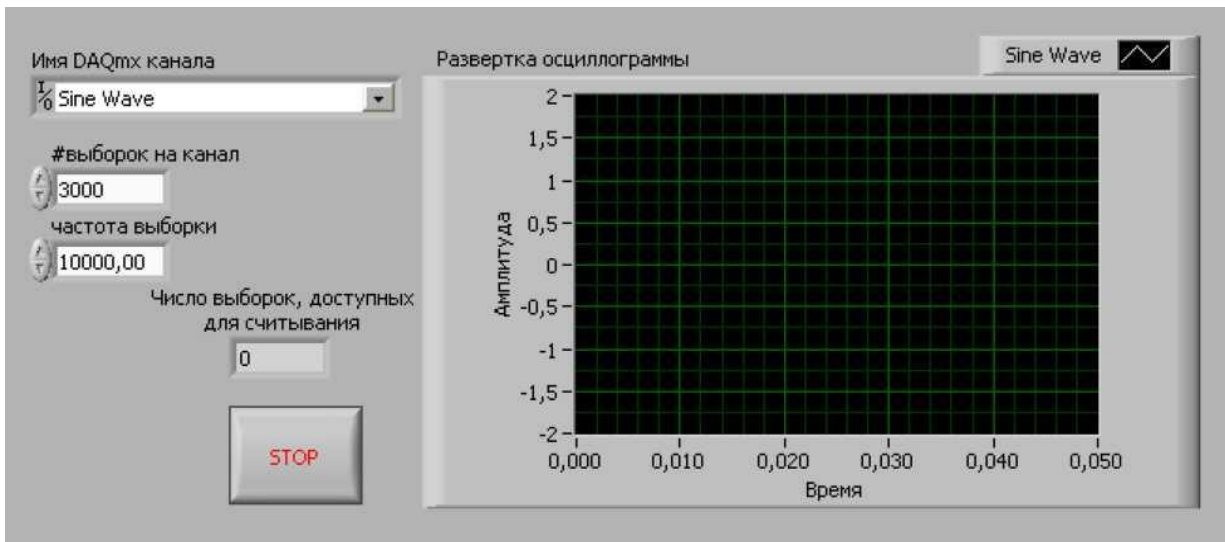 Имя DAQmx канала
I/O Sine Wave
#выборок на канал
3000
частота выборки
10000,00
Число выборок, доступных
для считывания
0
STOP
Развертка осциллограммы
Sine Wave
Амплитуда
2
1,5
1
0,5
0
-0,5
-1
-1,5
-2
0,000 0,010 0,020 0,030 0,040 0,050
Время